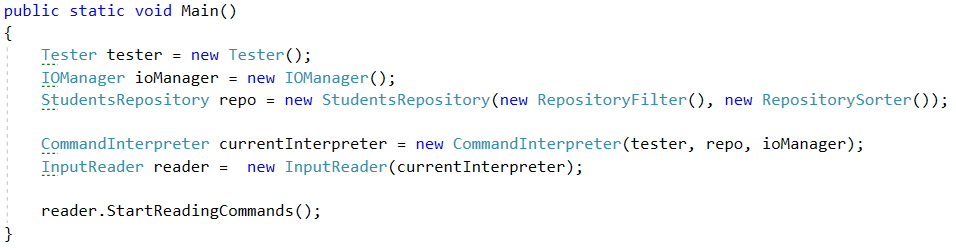 public static void Main()
{
    Tester tester = new Tester();
    IOManager ioManager = new IOManager();
    StudentsRepository repo = new StudentsRepository(new RepositoryFilter(), new RepositorySorter());

    CommandInterpreter currentInterpreter = new CommandInterpreter(tester, repo, ioManager);
    InputReader reader =  new InputReader(currentInterpreter);

    reader.StartReadingCommands();
}